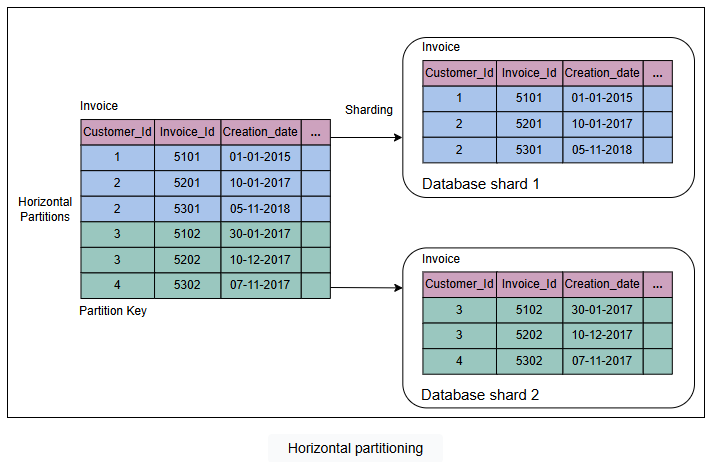 Invoice
Customer_Id Invoice_Id Creation_date ...
1 5101 01-01-2015
2 5201 10-01-2017
2 5301 05-11-2018
3 5102 30-01-2017
3 5202 10-12-2017
4 5302 07-11-2017
Horizontal
Partitions
Partition Key
Sharding
Invoice
Customer_Id Invoice_Id Creation_date ...
1 5101 01-01-2015
2 5201 10-01-2017
2 5301 05-11-2018
Database shard 1
Invoice
Customer_Id Invoice_Id Creation_date ...
3 5102 30-01-2017
3 5202 10-12-2017
4 5302 07-11-2017
Database shard 2
Horizontal partitioning